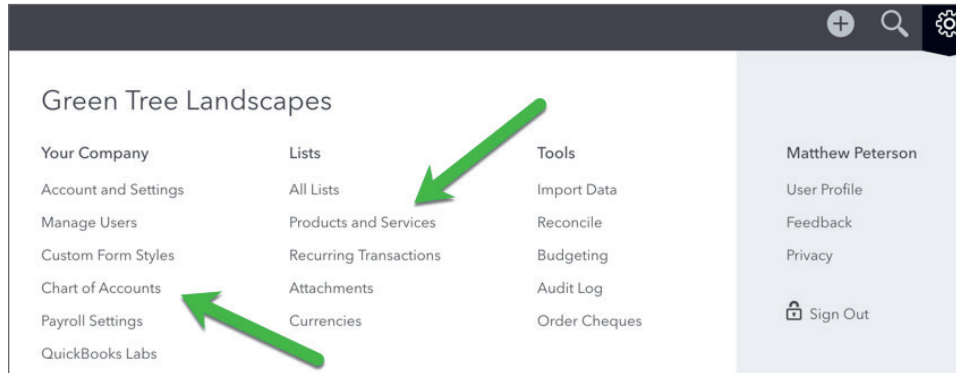 Green Tree Landscapes
Your Company
Account and Settings
Manage Users
Custom Form Styles
Chart of Accounts
Payroll Settings
QuickBooks Labs
Lists
All Lists
Products and Services
Recurring Transactions
Attachments
Currencies
Tools
Import Data
Reconcile
Budgeting
Audit Log
Order Cheques
Matthew Peterson
User Profile
Feedback
Privacy
Sign Out